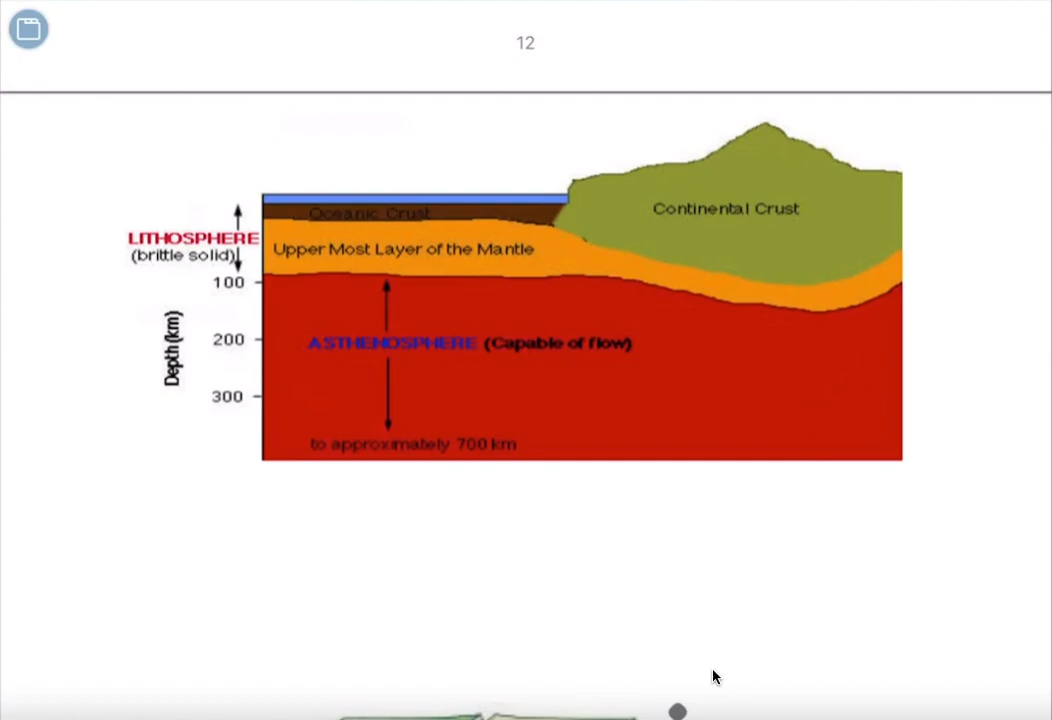 12
Continental Crust
Oceanic Crust
LITHOSPHERE
(brittle solid)
Upper Most Layer of the Mantle
100
200
300
Depth(km)
ASTHENOSPHERE (Capable of flow)
to approximately 700 km